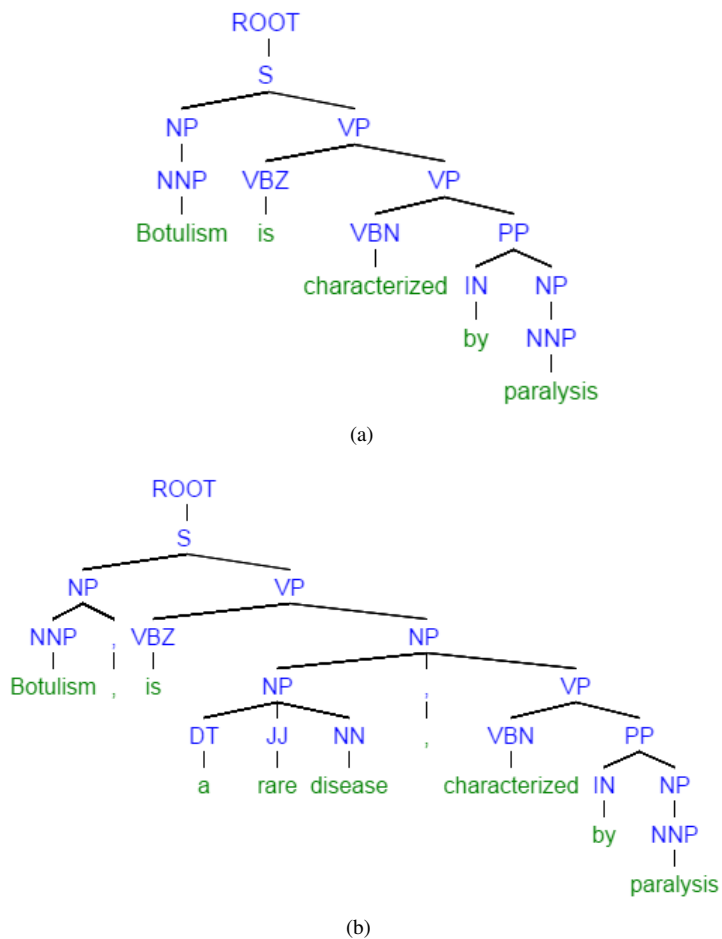 ROOT
S
NP VP
NNP VBZ VP
Botulism is VBN PP
characterized IN NP
by NNP
paralysis
(a)
ROOT
S
NP VP
NNP , VBZ NP
Botulism , is NP , VP
DT JJ NN , VBN PP
a rare disease characterized IN NP
by NNP
paralysis
(b)